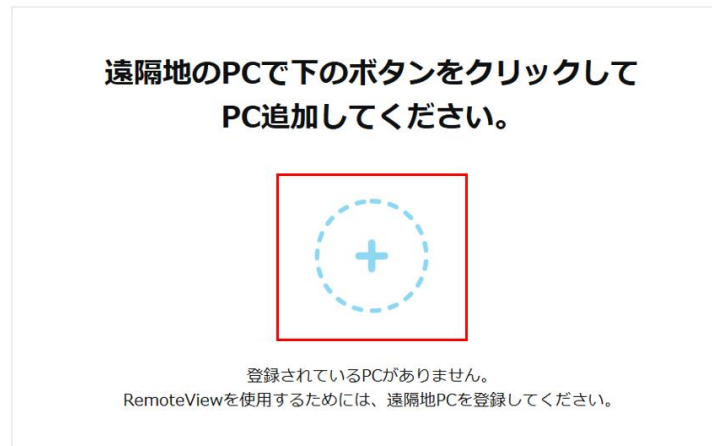 遠隔地のPCで下のボタンをクリックして
PC追加してください。
登録されているPCがありません。
RemoteViewを使用するためには、遠隔地PCを登録してください。